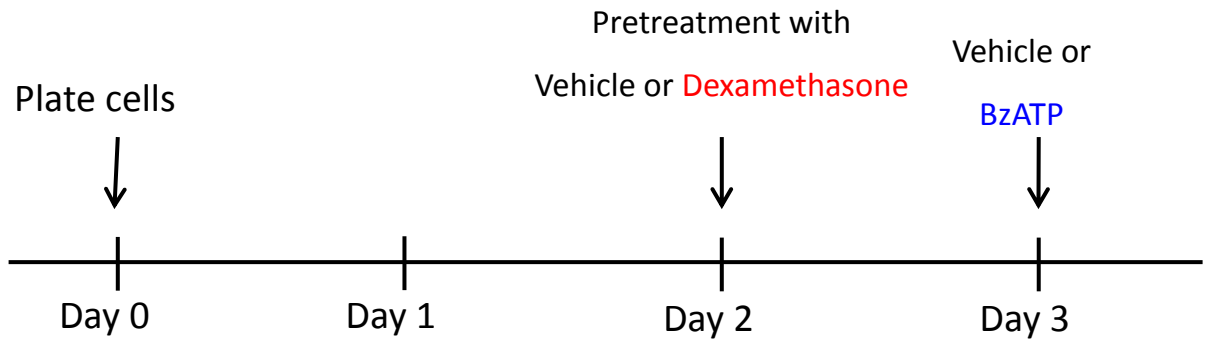 Plate cells
Pretreatment with
Vehicle or Dexamethasone
Vehicle or
BzATP
Day 0
Day 1
Day 2
Day 3